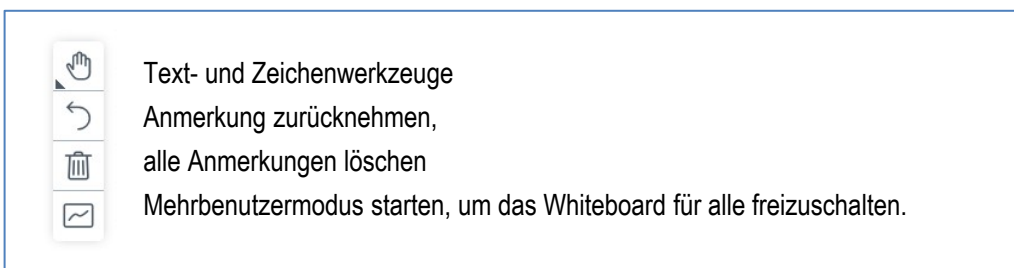 Text- und Zeichenwerkzeuge
Anmerkung zurücknehmen,
alle Anmerkungen löschen
Mehrbenutzermodus starten, um das Whiteboard für alle freizuschalten.